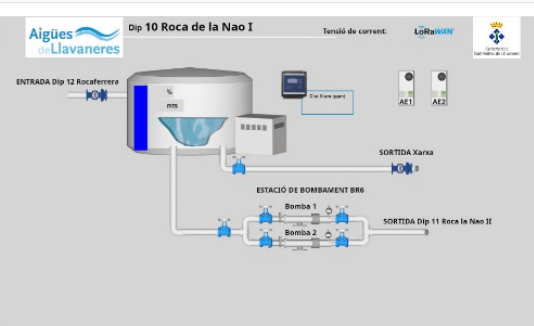 Aigües
de Llavaneres
Dip 10 Roca de la Nao I
Tensió de corrent:
LoRaWAN
ENTRADA Dip 12 Rocaferrera
%
mts
AE1
AE2
SORTIDA Xarxa
ESTACIÓ DE BOMBAMENT BR6
Bomba 1
SORTIDA Dip 11 Roca la Nao II
Bomba 2